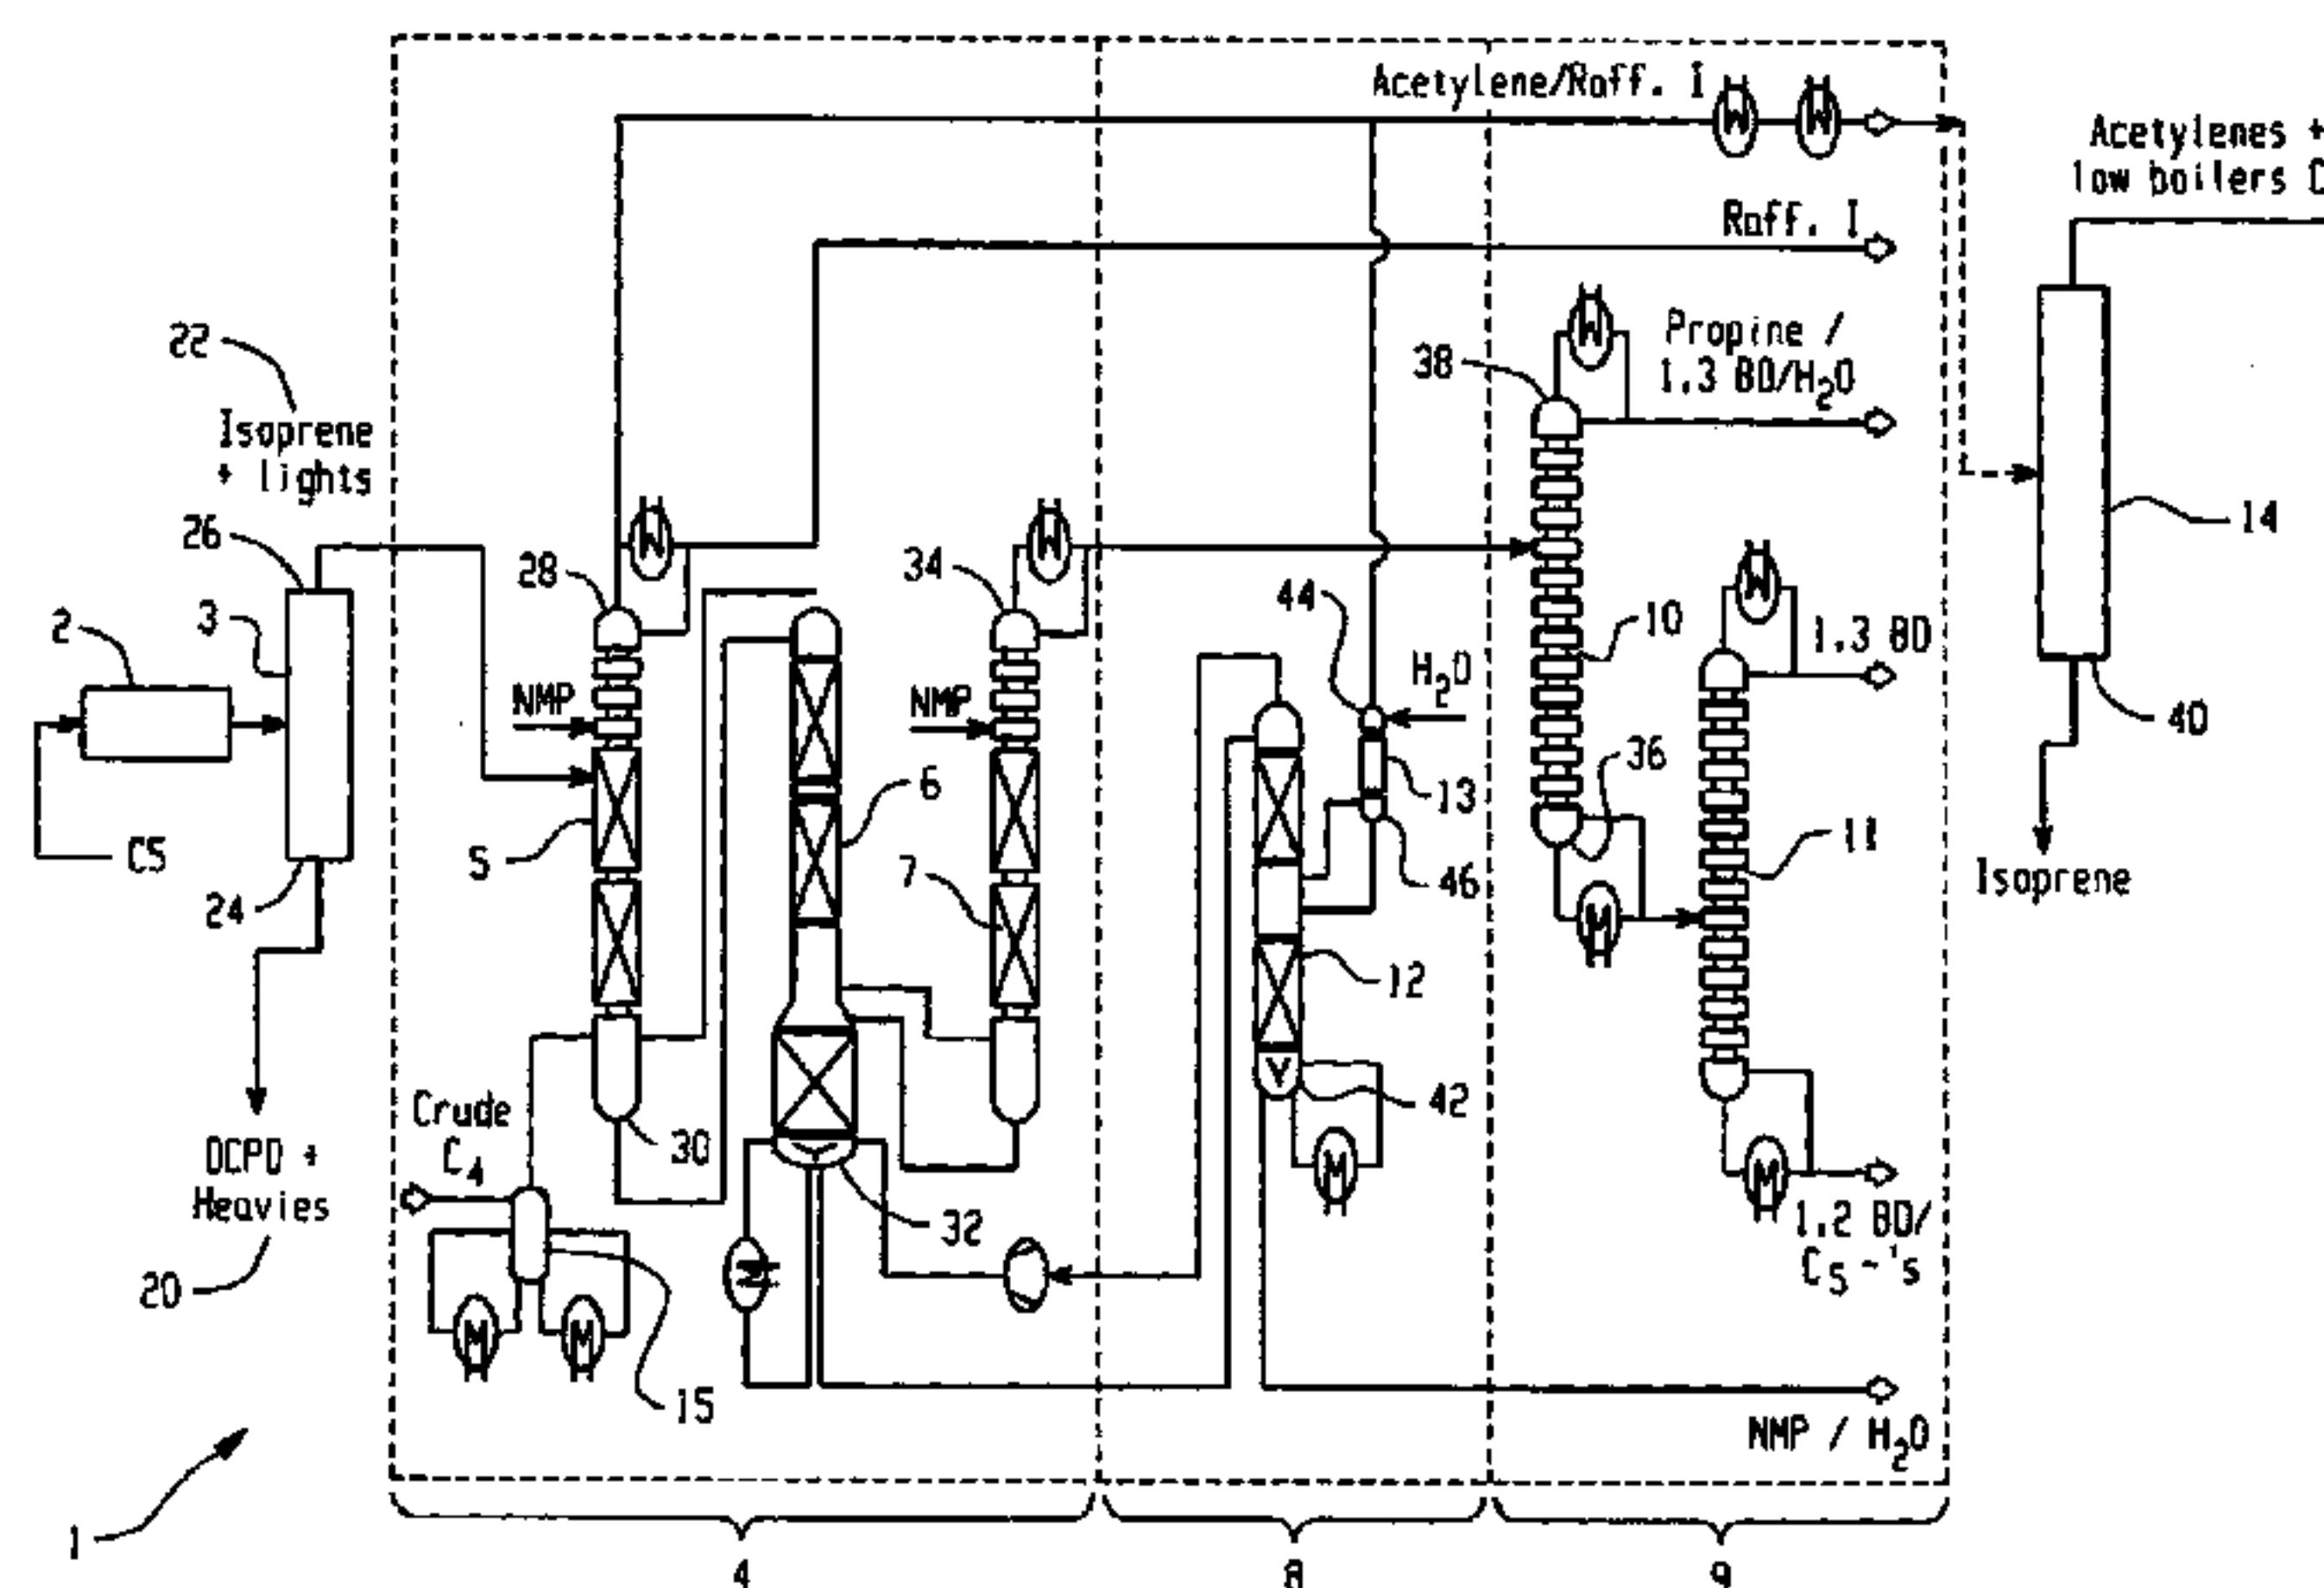 Acetylene/Raff. I
W W
Acetylenes +
low boilers C
Raff. I
22
Isoprene
+ lights
38
W
Propine /
1.3 BD/H2O
26
28
W
34
W
14
2
3
44
H2O
10
W
1.3 BD
NMP
NMP
40
36
6
13
5
C5
7
46
11
Isoprene
24
M
12
Crude
C4
30
42
DCPD +
Heavies
32
M
M
1.2 BD/
C5-'s
20
M M
15
NMP / H2O
1
4
8
9